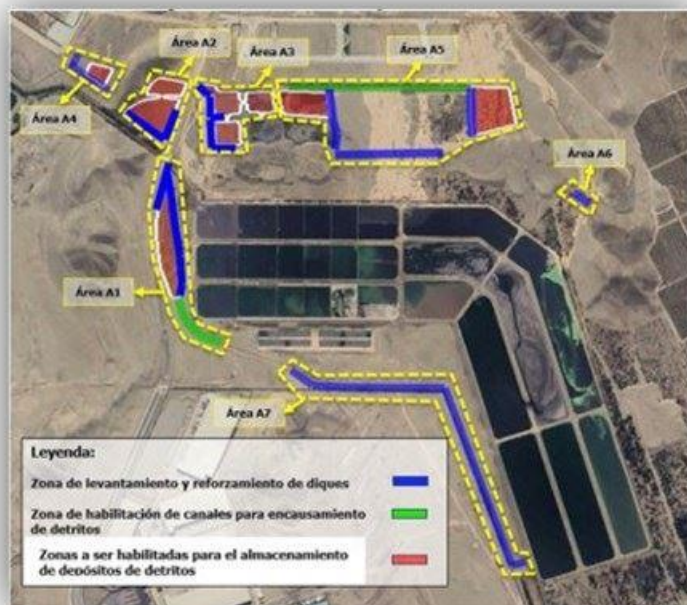 Área A2
Área A3
Área A5
Área A4
Área A6
Área A1
Área A7
Leyenda:
Zona de levantamiento y reforzamiento de diques
Zona de habilitación de canales para encausamiento
de detritos
Zonas a ser habilitadas para el almacenamiento
de depósitos de detritos